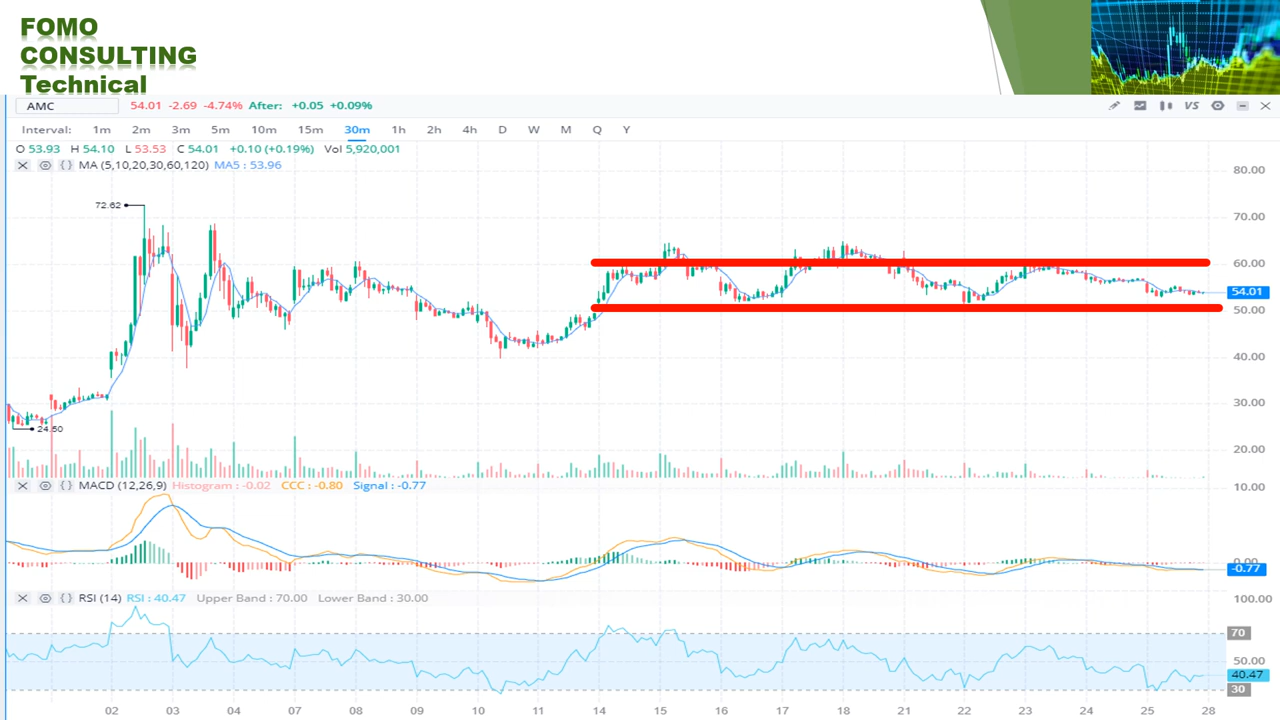 FOMO
CONSULTING
Technical
AMC 54.01 -2.69 -4.74% After: +0.05 +0.09% VS
Interval: 1m 2m 3m 5m 10m 15m 30m 1h 2h 4h D W M Q Y
O 53.93 H 54.10 L 53.53 C 54.01 +0.10 (+0.19%) Vol 5,920,001
MA (5,10,20,30,60,120) MA5 : 53.96
80.00
72.62
70.00
60.00
54.01
50.00
40.00
30.00
24.50
20.00
MACD (12,26,9) Histogram : -0.02 CCC : -0.80 Signal : -0.77
10.00
0.00
-0.77
RSI (14) RSI : 40.47 Upper Band : 70.00 Lower Band : 30.00
100.00
70
50.00
40.47
30
02 03 04 07 08 09 10 11 14 15 16 17 18 21 22 23 24 25 28